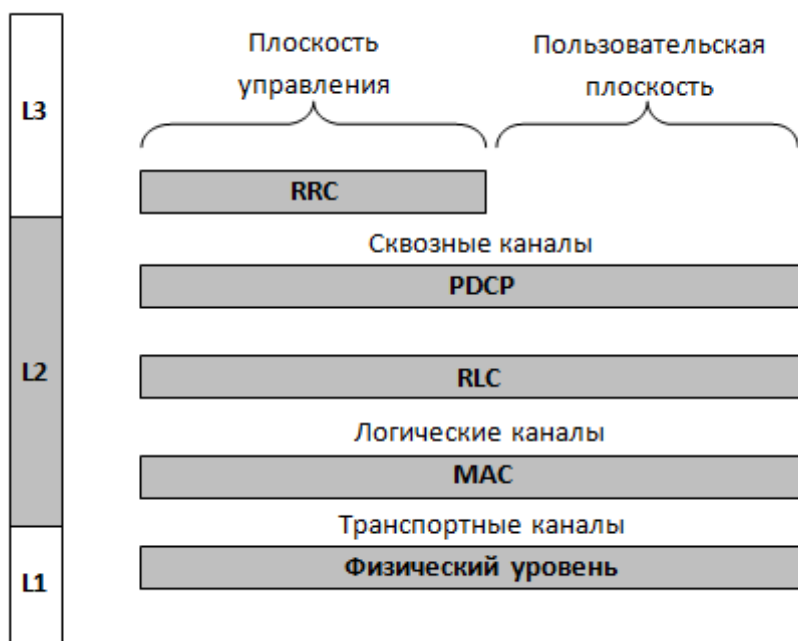 Плоскость
управления
Пользовательская
плоскость
L3
RRC
Сквозные каналы
PDCP
L2
RLC
Логические каналы
MAC
Транспортные каналы
L1
Физический уровень